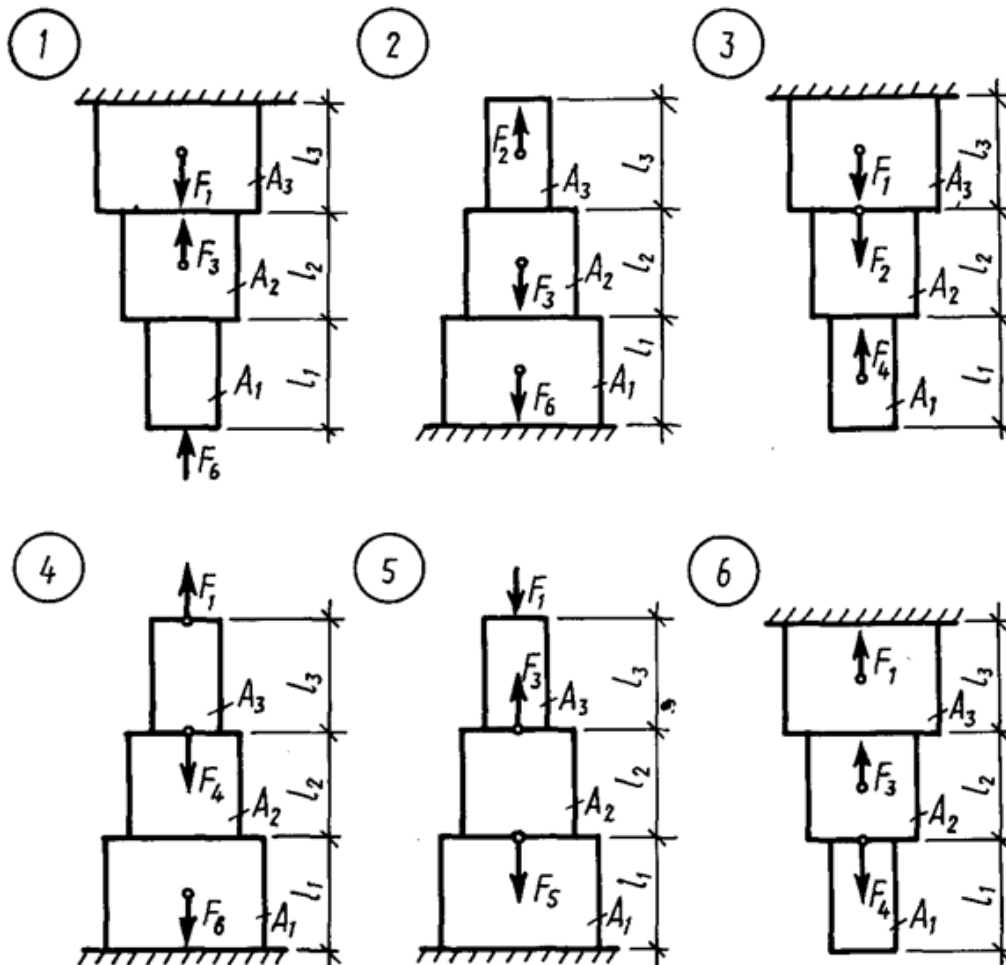 1
F₁
A₃
l₃
F₃
A₂
l₂
A₁
l₁
F₆
2
F₂
A₃
l₃
F₃
A₂
l₂
F₆
A₁
l₁
3
F₁
A₃
l₃
F₂
A₂
l₂
F₄
A₁
l₁
4
F₁
A₃
l₃
F₄
A₂
l₂
F₆
A₁
l₁
5
F₁
F₃
A₃
l₃
A₂
l₂
F₅
A₁
l₁
6
F₁
A₃
l₃
F₃
A₂
l₂
F₄
A₁
l₁